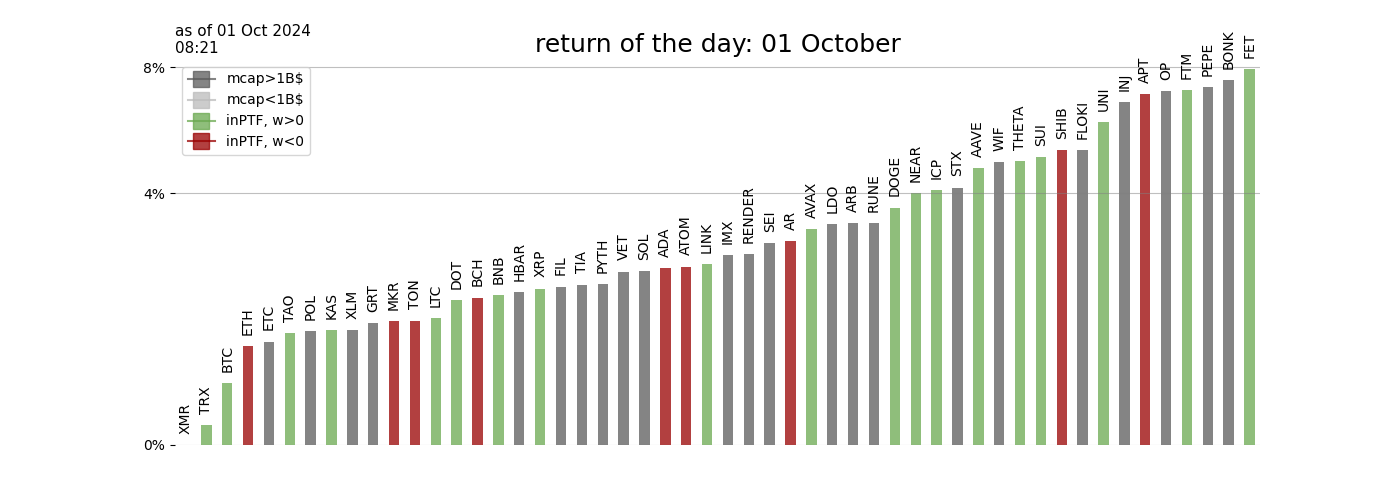 as of 01 Oct 2024
08:21
return of the day: 01 October
8%
4%
0%
mcap>1B$
mcap<1B$
inPTF, w>0
inPTF, w<0
XMR
TRX
BTC
ETH
ETC
TAO
POL
KAS
XLM
GRT
MKR
TON
LTC
DOT
BCH
BNB
HBAR
XRP
FIL
TIA
PYTH
VET
SOL
ADA
ATOM
LINK
IMX
RENDER
SEI
AR
AVAX
LDO
ARB
RUNE
DOGE
NEAR
ICP
STX
AAVE
WIF
THETA
SUI
SHIB
FLOKI
UNI
INJ
APT
OP
FTM
PEPE
BONK
FET